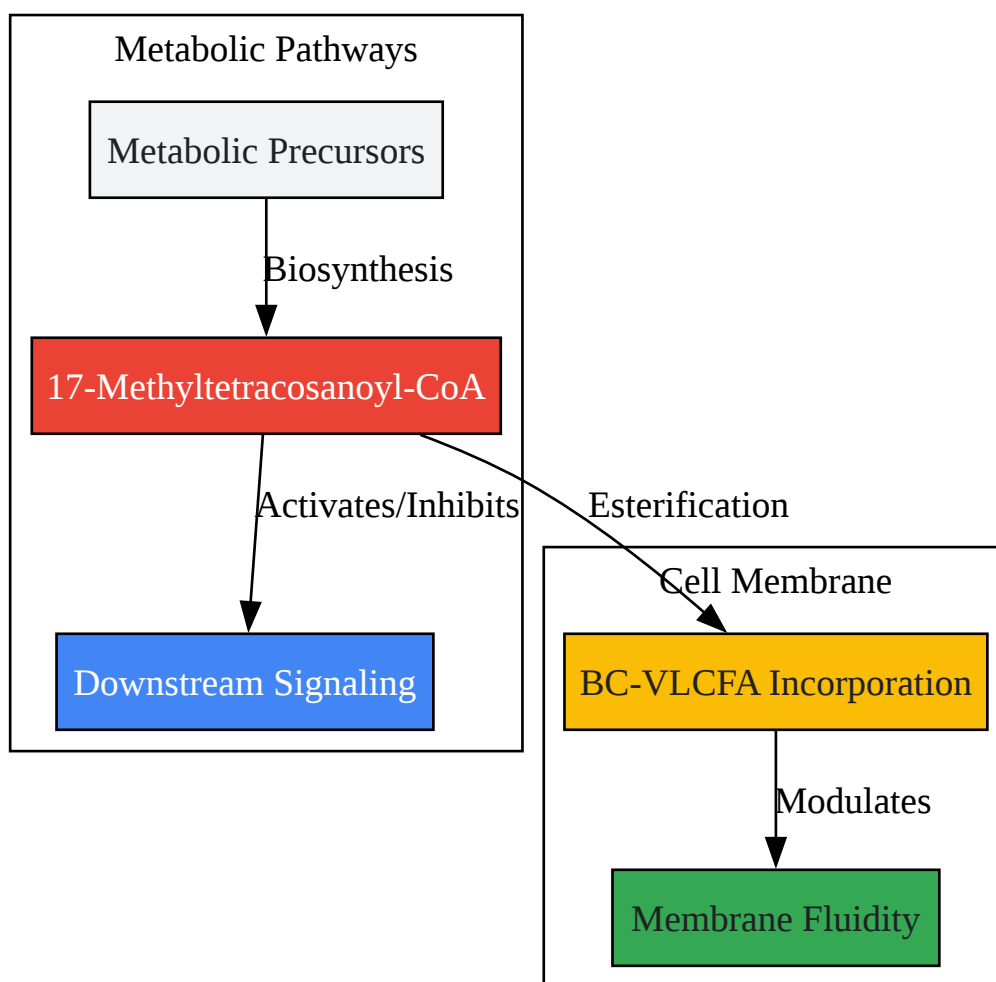 Metabolic Pathways
Metabolic Precursors
Biosynthesis
17-Methyltetracosanoyl-CoA
Activates/Inhibits
Esterification
Downstream Signaling
Cell Membrane
BC-VLCFA Incorporation
Modulates
Membrane Fluidity